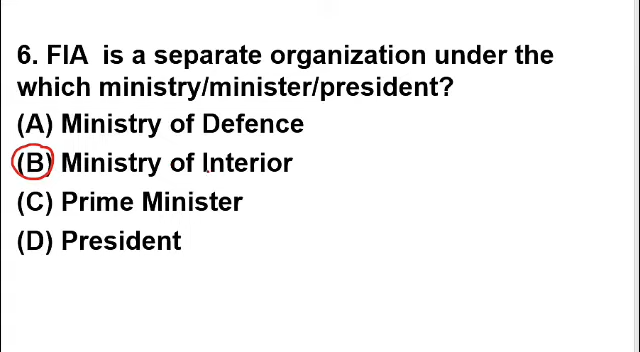 6. FIA is a separate organization under the
which ministry/minister/president?
(A) Ministry of Defence
(B) Ministry of Interior
(C) Prime Minister
(D) President